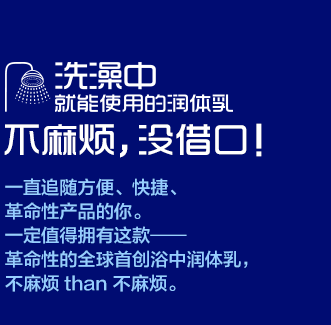 洗澡中
就能使用的润体乳
不麻烦，没借口！
一直追随方便、快捷、
革命性产品的你。
一定值得拥有这款——
革命性的全球首创浴中润体乳，
不麻烦 than 不麻烦。